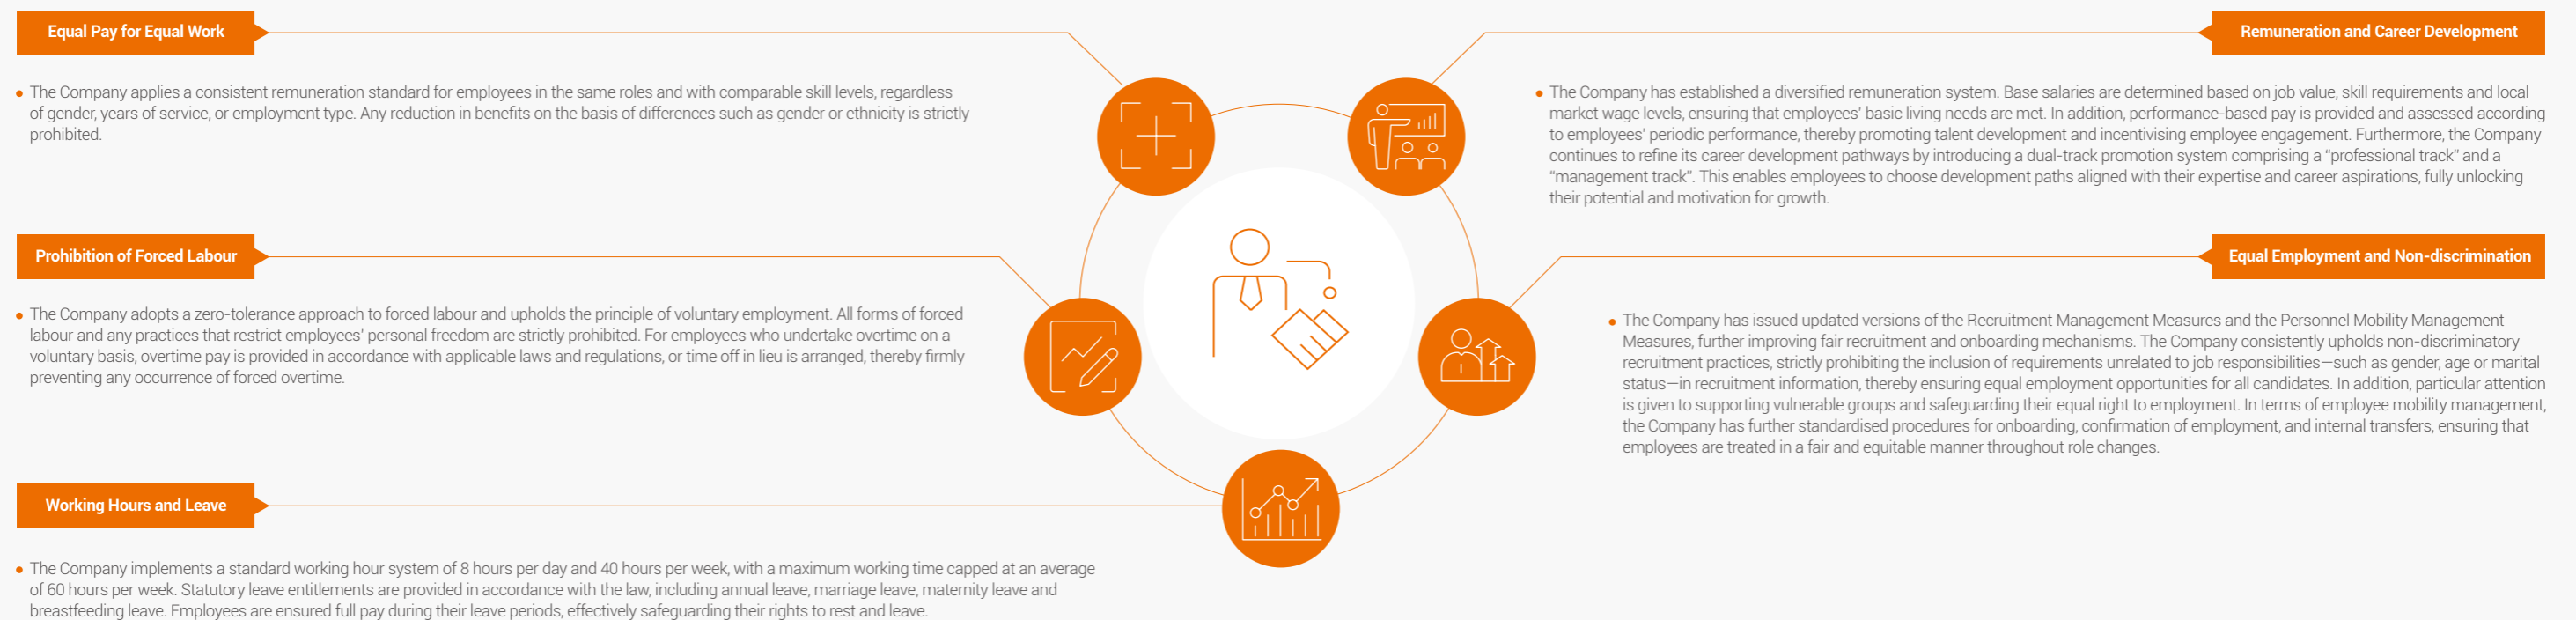 Equal Pay for Equal Work
The Company applies a consistent remuneration standard for employees in the same roles and with comparable skill levels, regardless
of gender, years of service, or employment type. Any reduction in benefits on the basis of differences such as gender or ethnicity is strictly
prohibited.
Prohibition of Forced Labour
The Company adopts a zero-tolerance approach to forced labour and upholds the principle of voluntary employment. All forms of forced
labour and any practices that restrict employees’ personal freedom are strictly prohibited. For employees who undertake overtime on a
voluntary basis, overtime pay is provided in accordance with applicable laws and regulations, or time off in lieu is arranged, thereby firmly
preventing any occurrence of forced overtime.
Working Hours and Leave
The Company implements a standard working hour system of 8 hours per day and 40 hours per week, with a maximum working time capped at an average
of 60 hours per week. Statutory leave entitlements are provided in accordance with the law, including annual leave, marriage leave, maternity leave and
breastfeeding leave. Employees are ensured full pay during their leave periods, effectively safeguarding their rights to rest and leave.
Remuneration and Career Development
The Company has established a diversified remuneration system. Base salaries are determined based on job value, skill requirements and local
market wage levels, ensuring that employees’ basic living needs are met. In addition, performance-based pay is provided and assessed according
to employees’ periodic performance, thereby promoting talent development and incentivising employee engagement. Furthermore, the Company
continues to refine its career development pathways by introducing a dual-track promotion system comprising a “professional track” and a
“management track”. This enables employees to choose development paths aligned with their expertise and career aspirations, fully unlocking
their potential and motivation for growth.
Equal Employment and Non-discrimination
The Company has issued updated versions of the Recruitment Management Measures and the Personnel Mobility Management
Measures, further improving fair recruitment and onboarding mechanisms. The Company consistently upholds non-discriminatory
recruitment practices, strictly prohibiting the inclusion of requirements unrelated to job responsibilities—such as gender, age or marital
status—in recruitment information, thereby ensuring equal employment opportunities for all candidates. In addition, particular attention
is given to supporting vulnerable groups and safeguarding their equal right to employment. In terms of employee mobility management,
the Company has further standardised procedures for onboarding, confirmation of employment, and internal transfers, ensuring that
employees are treated in a fair and equitable manner throughout role changes.